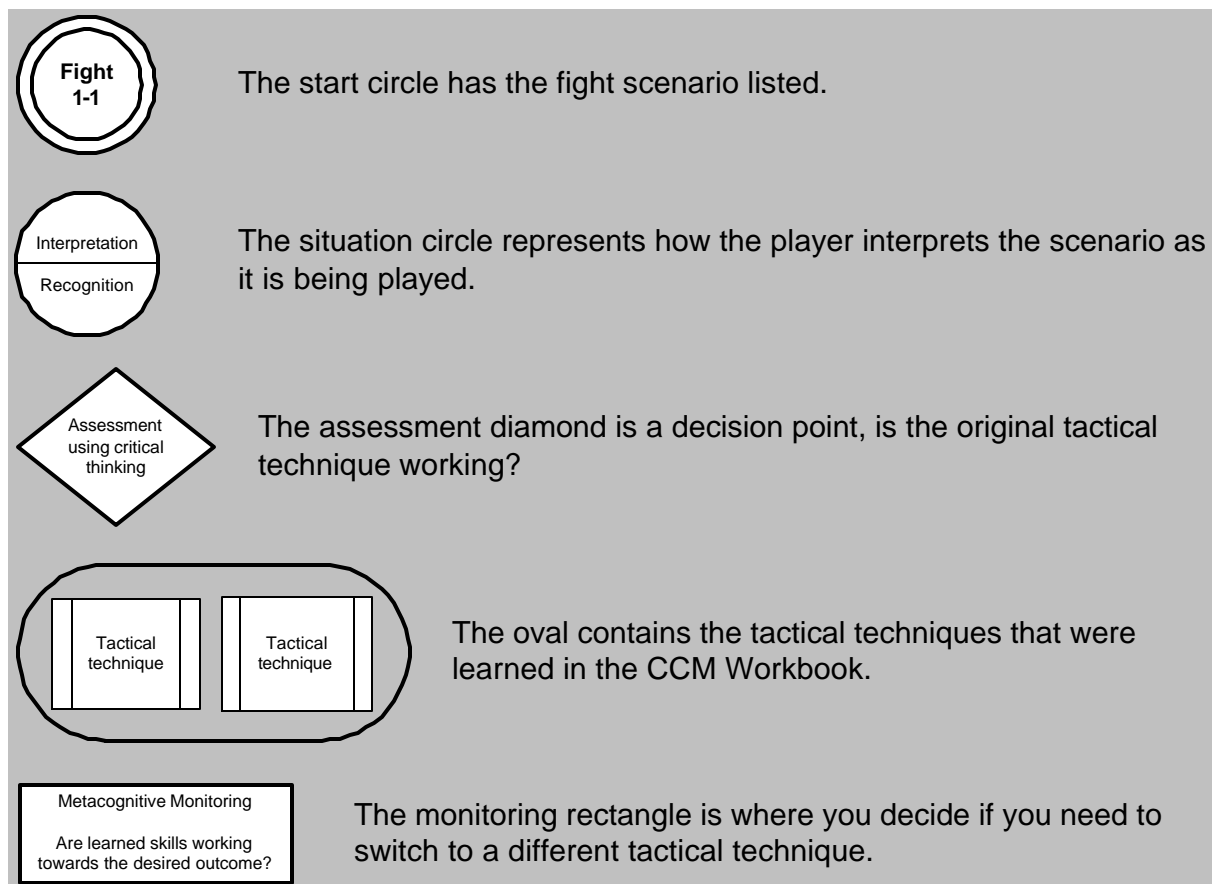 Fight
1-1
The start circle has the fight scenario listed.
Interpretation
Recognition
The situation circle represents how the player interprets the scenario as
it is being played.
Assessment
using critical
thinking
The assessment diamond is a decision point, is the original tactical
technique working?
Tactical
technique
Tactical
technique
The oval contains the tactical techniques that were
learned in the CCM Workbook.
Metacognitive Monitoring
Are learned skills working
towards the desired outcome?
The monitoring rectangle is where you decide if you need to
switch to a different tactical technique.